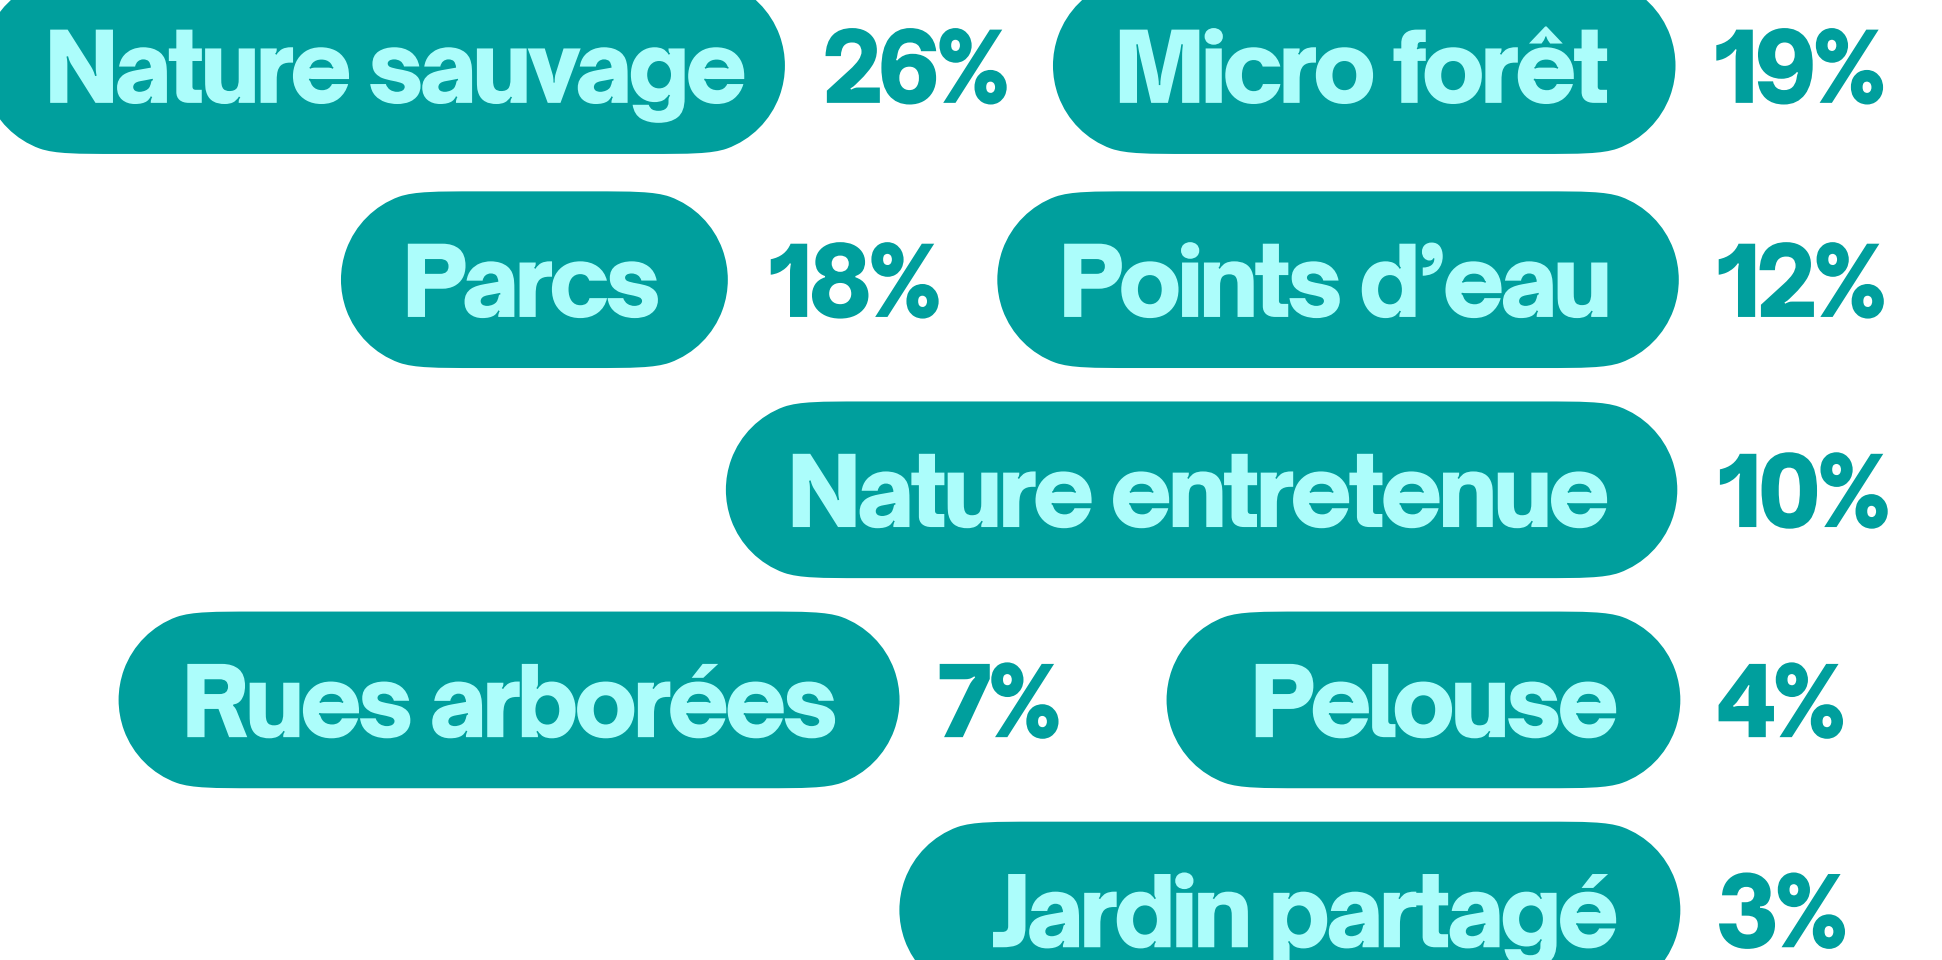 Nature sauvage 26% Micro forêt 19%
Parcs 18% Points d’eau 12%
Nature entretenue 10%
Rues arborées 7% Pelouse 4%
Jardin partagé 3%